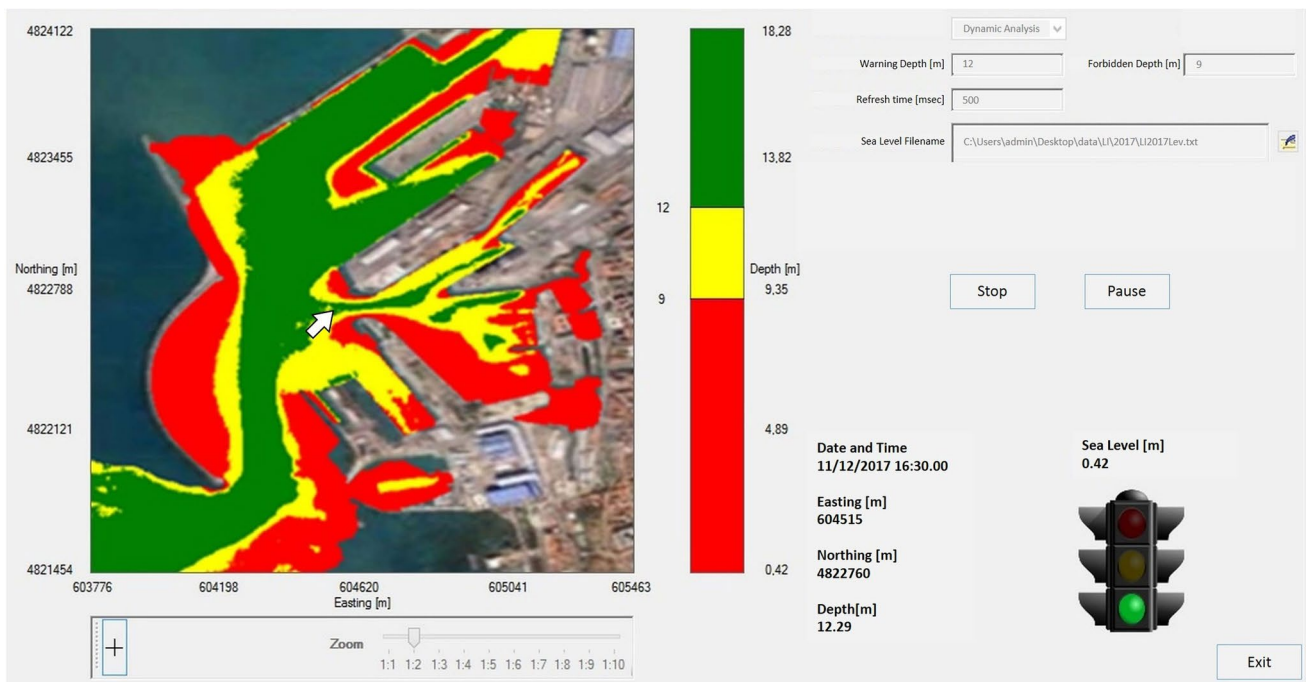 4824122
4823455
Northing [m]
4822788
4822121
4821454
603776
604198
604620
605041
605463
Easting [m]
Zoom
1:1 1:2 1:3 1:4 1:5 1:6 1:7 1:8 1:9 1:10
18,28
13,82
12
Depth [m]
9,35
9
4,89
0,42
Dynamic Analysis
Warning Depth [m] 12
Forbidden Depth [m] 9
Refresh time [msec] 500
Sea Level Filename C:\Users\admin\Desktop\data\LI\2017\LI2017Lev.txt
Stop
Pause
Date and Time
11/12/2017 16:30.00
Easting [m]
604515
Northing [m]
4822760
Depth[m]
12.29
Sea Level [m]
0.42
Exit